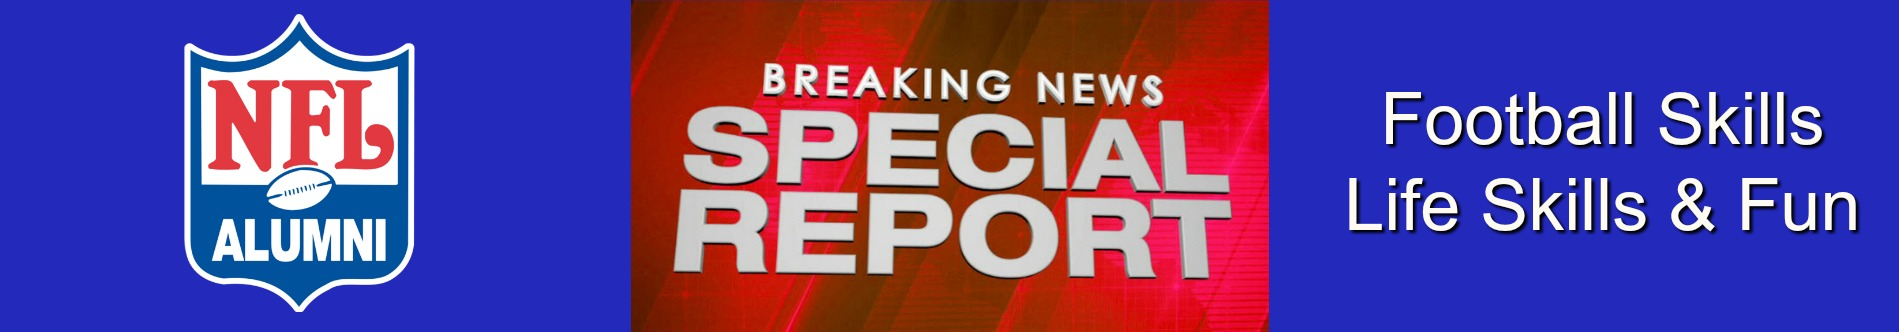 NFL
ALUMNI
BREAKING NEWS
SPECIAL
REPORT
Football Skills
Life Skills & Fun